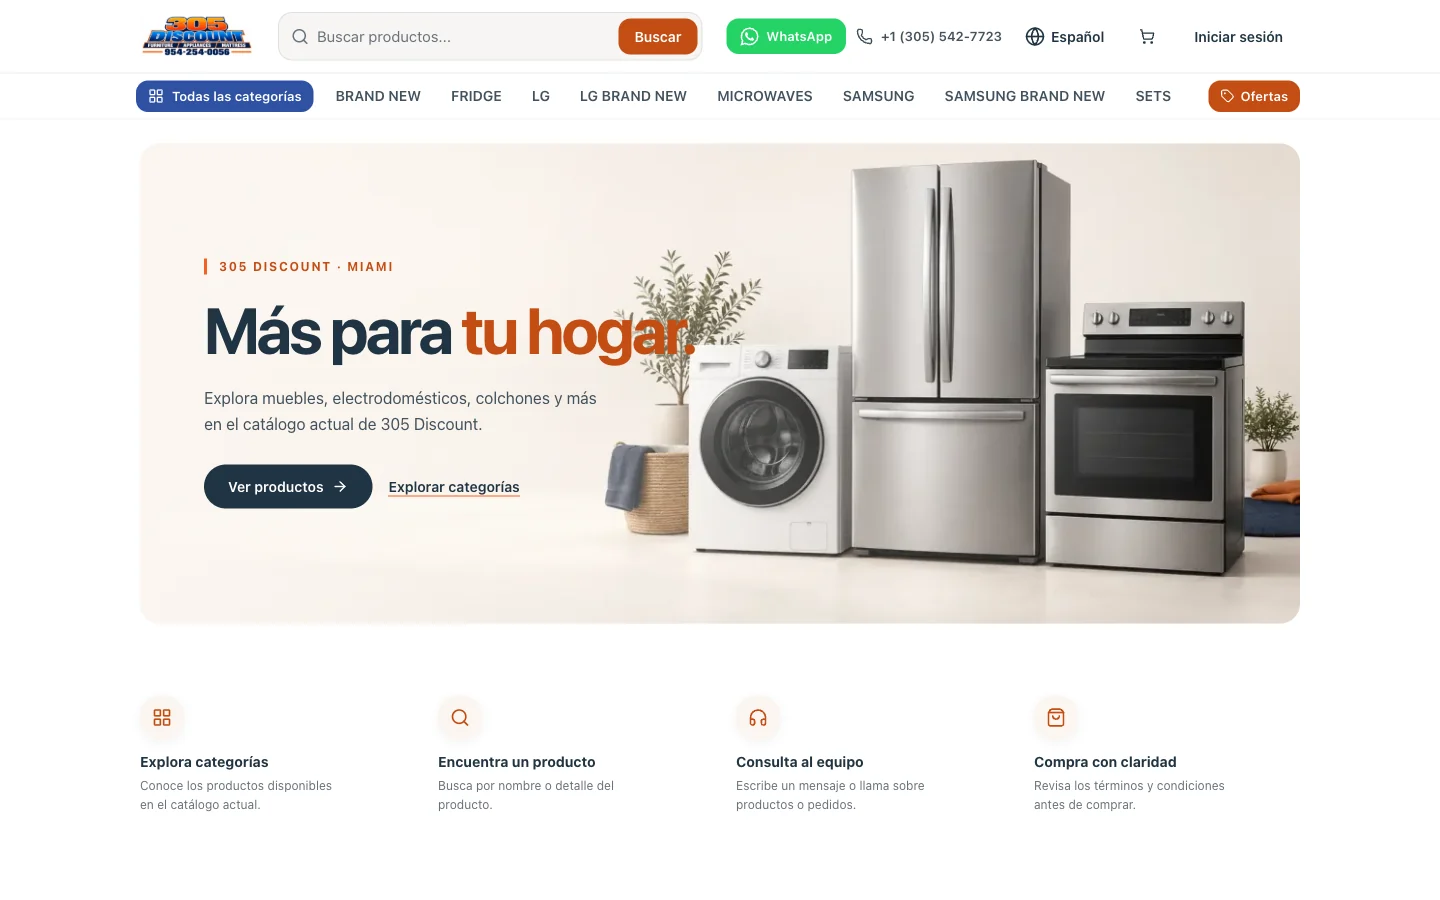 305
DISCOUNT
FURNITURE / APPLIANCES / MATTRESS
954-254-0056
Buscar productos...
Buscar
WhatsApp
+1 (305) 542-7723
Español
Iniciar sesión
Todas las categorías
BRAND NEW
FRIDGE
LG
LG BRAND NEW
MICROWAVES
SAMSUNG
SAMSUNG BRAND NEW
SETS
Ofertas
305 DISCOUNT · MIAMI
Más para tu hogar.
Explora muebles, electrodomésticos, colchones y más
en el catálogo actual de 305 Discount.
Ver productos
Explorar categorías
Explora categorías
Conoce los productos disponibles
en el catálogo actual.
Encuentra un producto
Busca por nombre o detalle del
producto.
Consulta al equipo
Escribe un mensaje o llama sobre
productos o pedidos.
Compra con claridad
Revisa los términos y condiciones
antes de comprar.